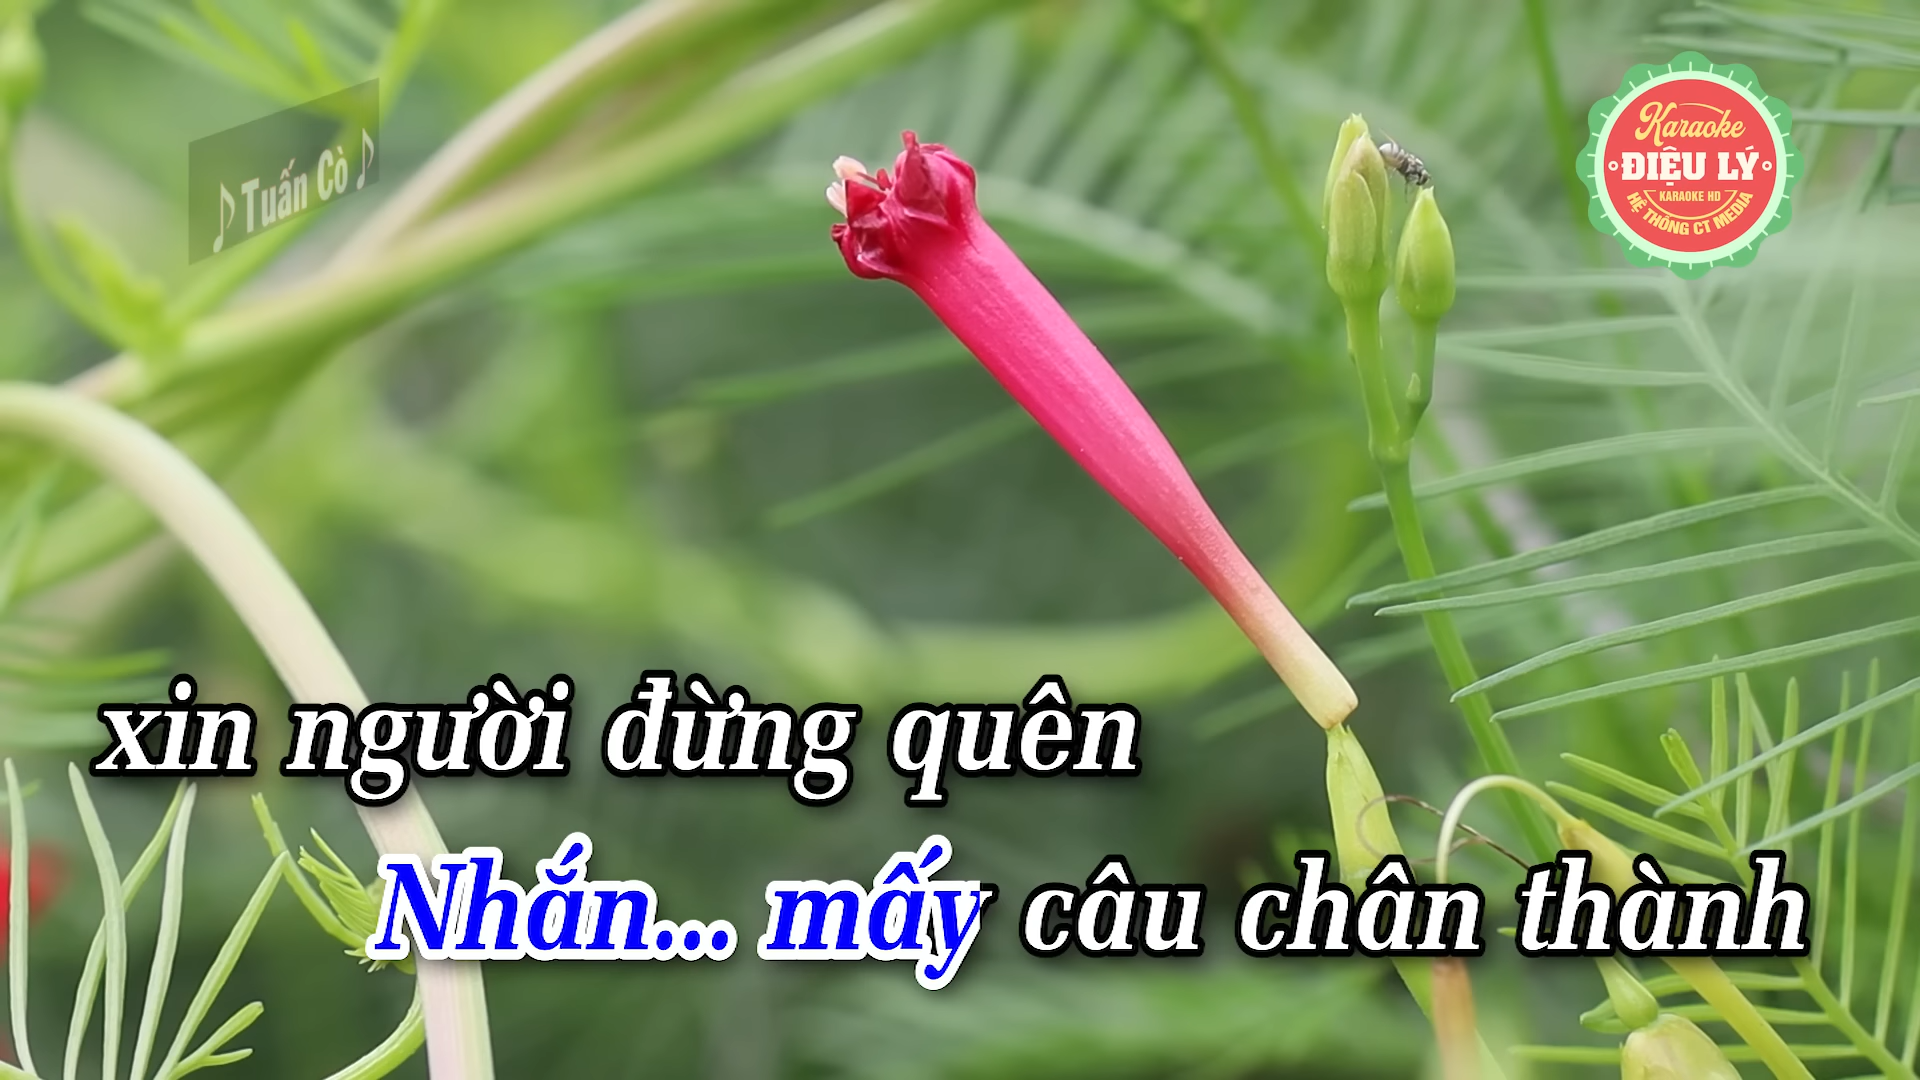 ♪ Tuấn Cò ♪
Karaoke
ĐIỆU LÝ
KARAOKE HD
HỆ THỐNG CT MEDIA
xin người đừng quên
Nhắn... mấy câu chân thành